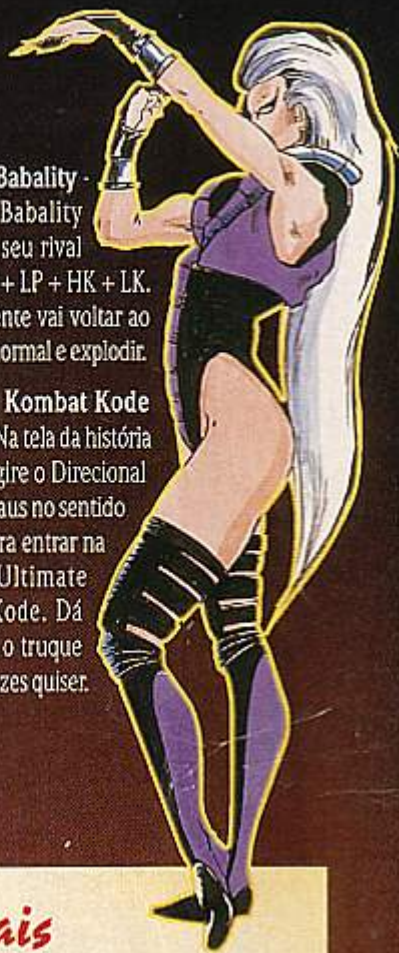 Babality -
Babality
seu rival
+ LP + HK + LK.
ente vai voltar ao
ormal e explodir.
Kombat Kode
Na tela da história
gire o Direcional
aus no sentido
ra entrar na
Ultimate
Kode. Dá
o truque
zes quiser.
ais